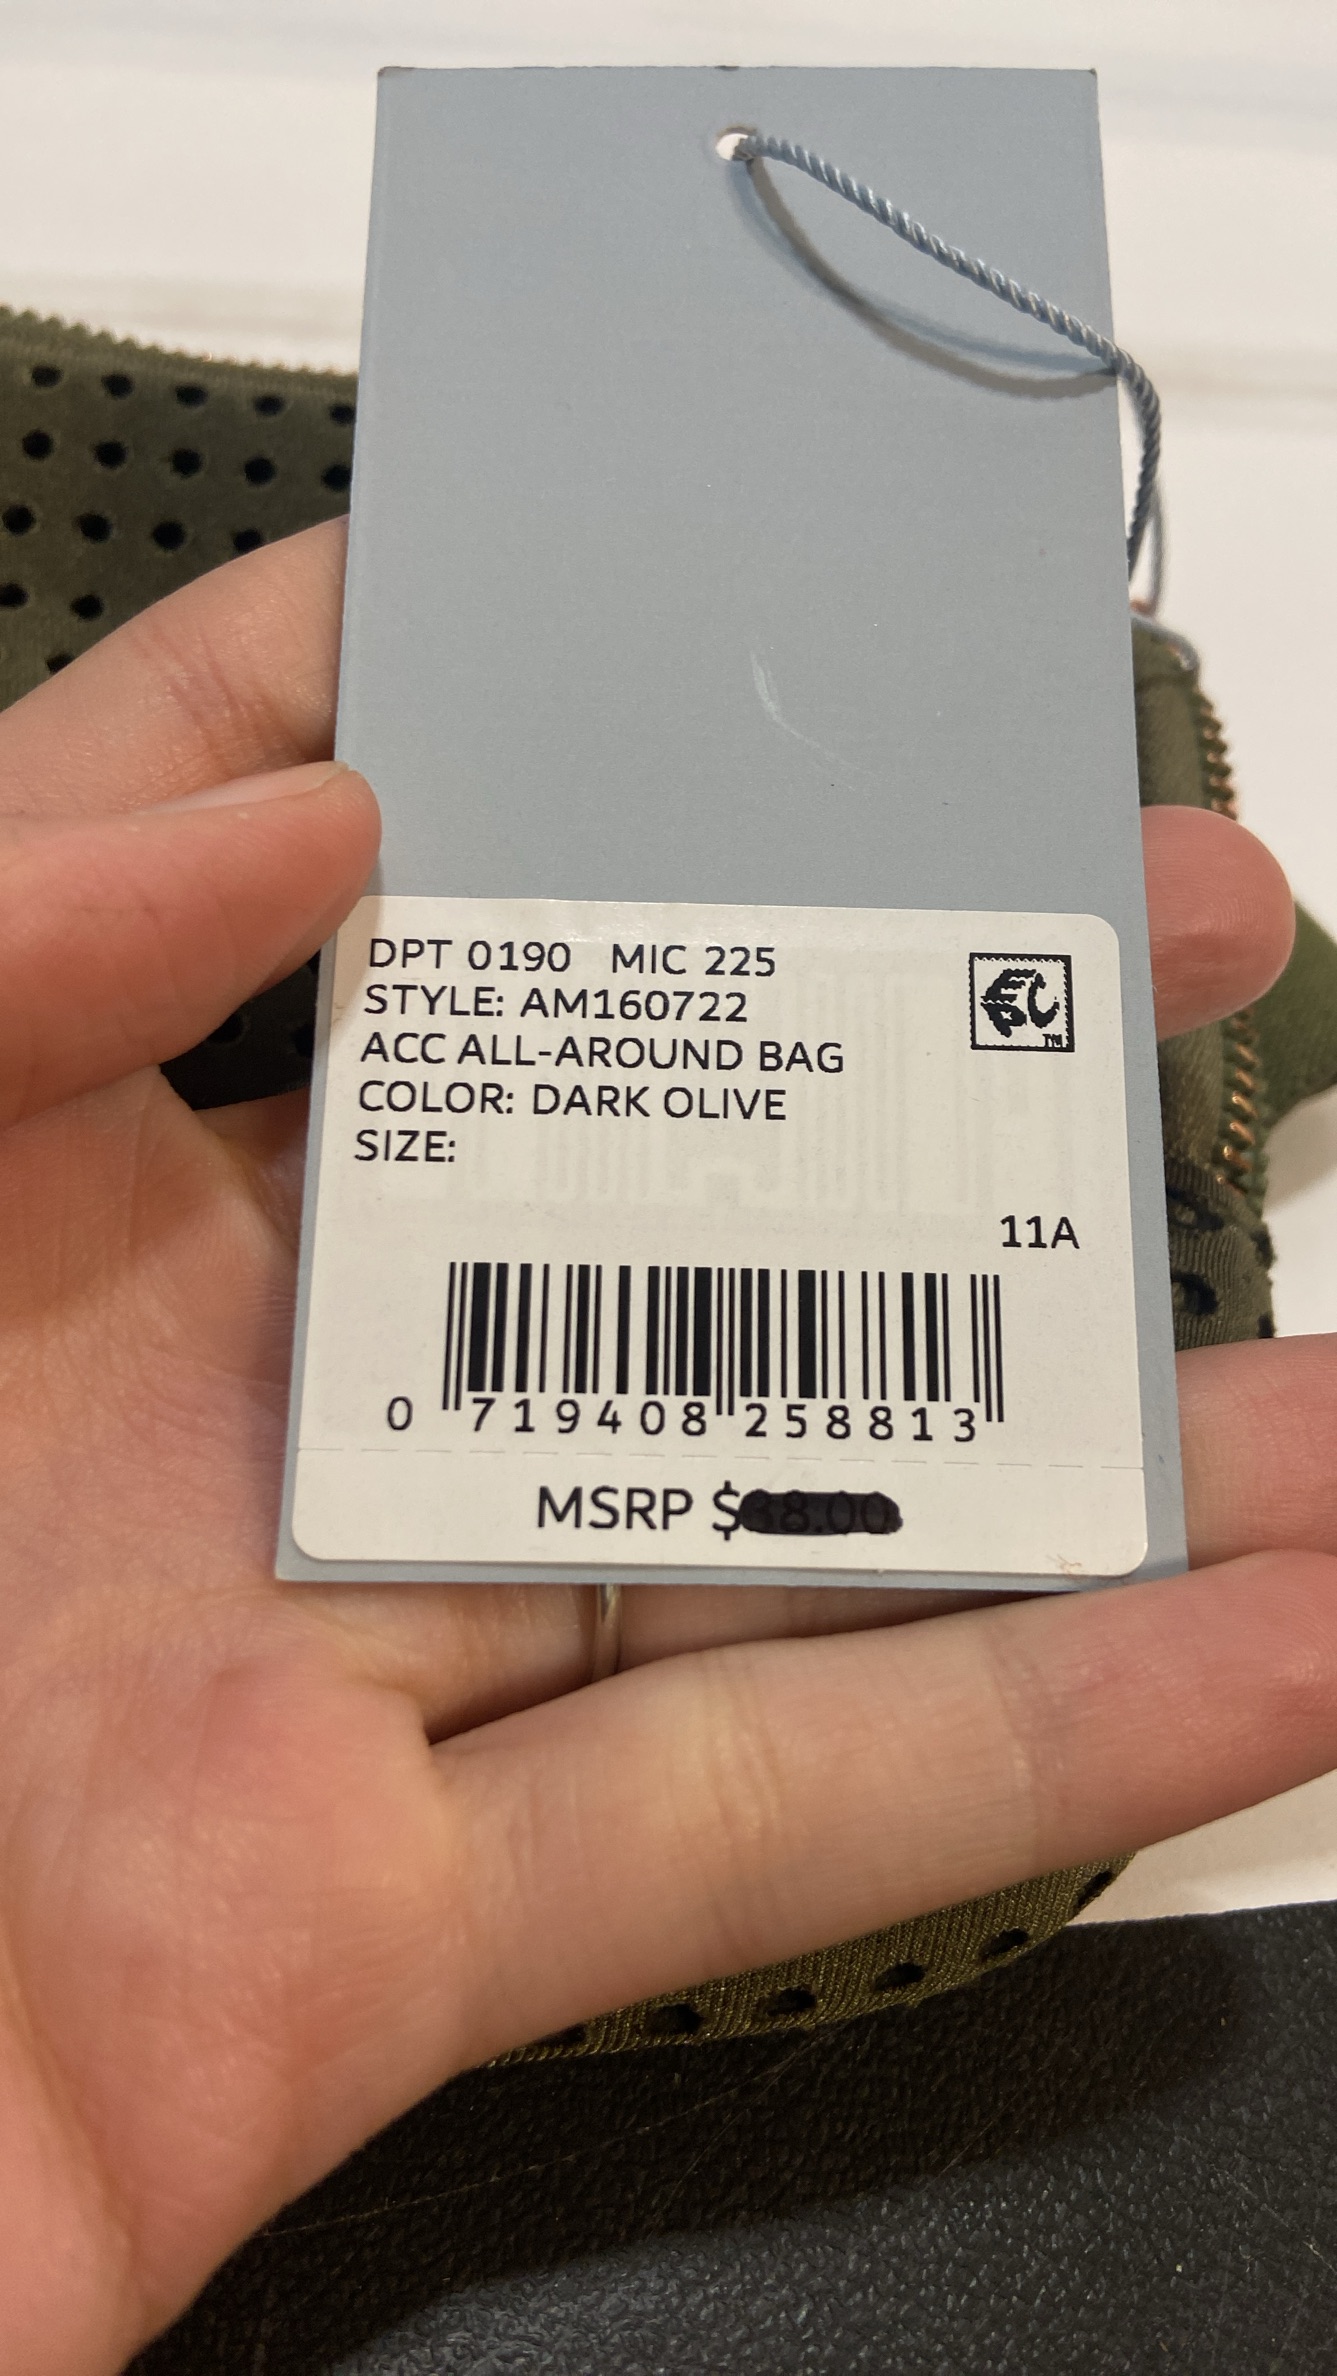 DPT 0190 MIC 225
STYLE: AM160722
ACC ALL-AROUND BAG
COLOR: DARK OLIVE
SIZE:
TM
11A
0 719408 258813
MSRP $